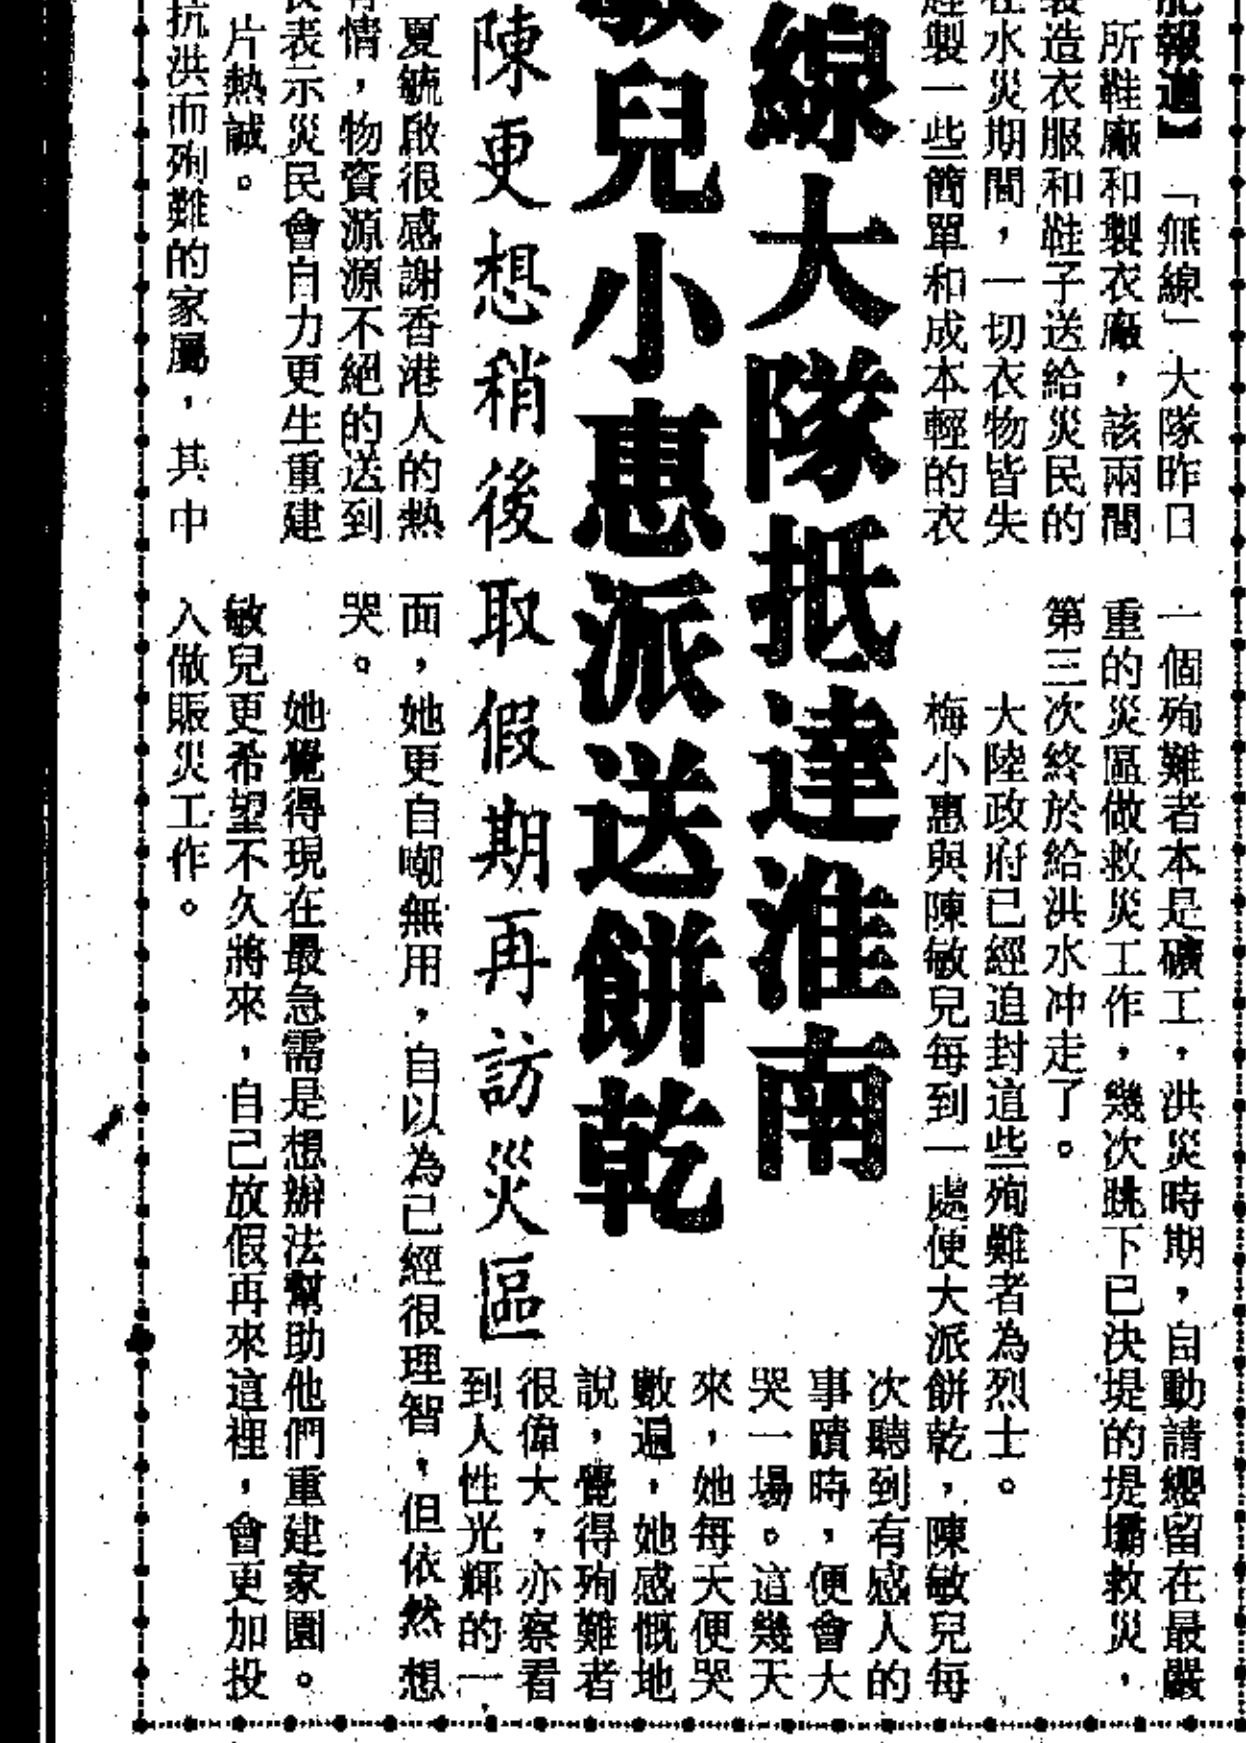 線大隊抵達淮南
敏兒小惠派送餅乾
陳更想稍後取假期再訪災區
報道】「無線」大隊昨日
所鞋廠和製衣廠，該兩間
製造衣服和鞋子送給災民的
在水災期間，一切衣物皆失
趕製一些簡單和成本輕的衣
夏毓啟很感謝香港人的熱
情，物資源源不絕的送到
表示災民會自力更生重建
片熱誠。
抗洪而殉難的家屬，其中
一個殉難者本是礦工，洪災時期，自動請纓留在最嚴
重的災區做救災工作，幾次跳下已決堤的堤壩救災，
第三次終於給洪水冲走了。
大陸政府已經追封這些殉難者為烈士。
梅小惠與陳敏兒每到一處便大派餅乾，陳敏兒每
次聽到有感人的
事蹟時，便會大
哭一場。這幾天
來，她每天便哭
數遍，她感慨地
說，覺得殉難者
很偉大，亦察看
到人性光輝的一
面，她更自嘲無用，自以為已經很理智，但依然想
哭。
她覺得現在最急需是想辦法幫助他們重建家園。
敏兒更希望不久將來，自己放假再來這裡，會更加投
入做賑災工作。